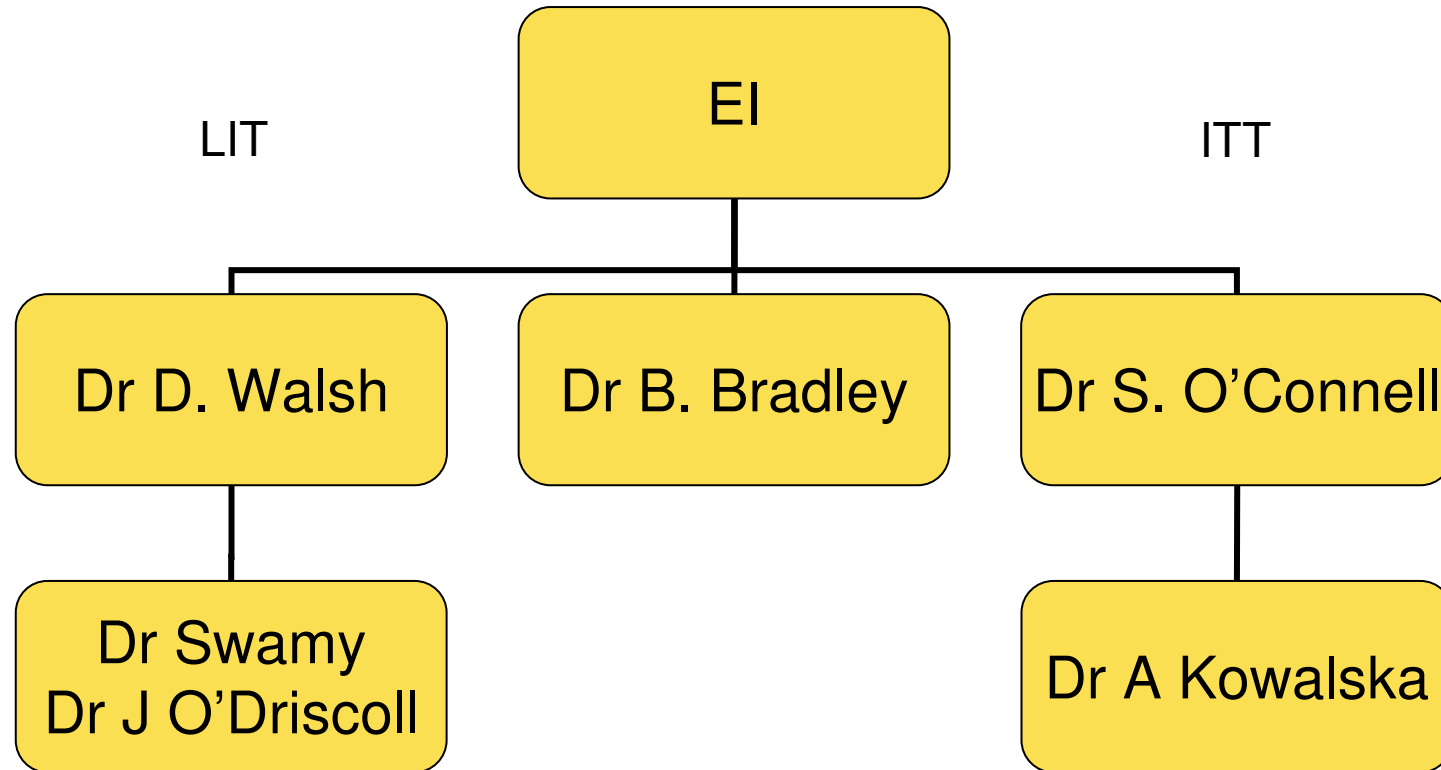 EI
LIT
ITT
Dr D. Walsh
Dr B. Bradley
Dr S. O’Connell
Dr Swamy
Dr J O’Driscoll
Dr A Kowalska